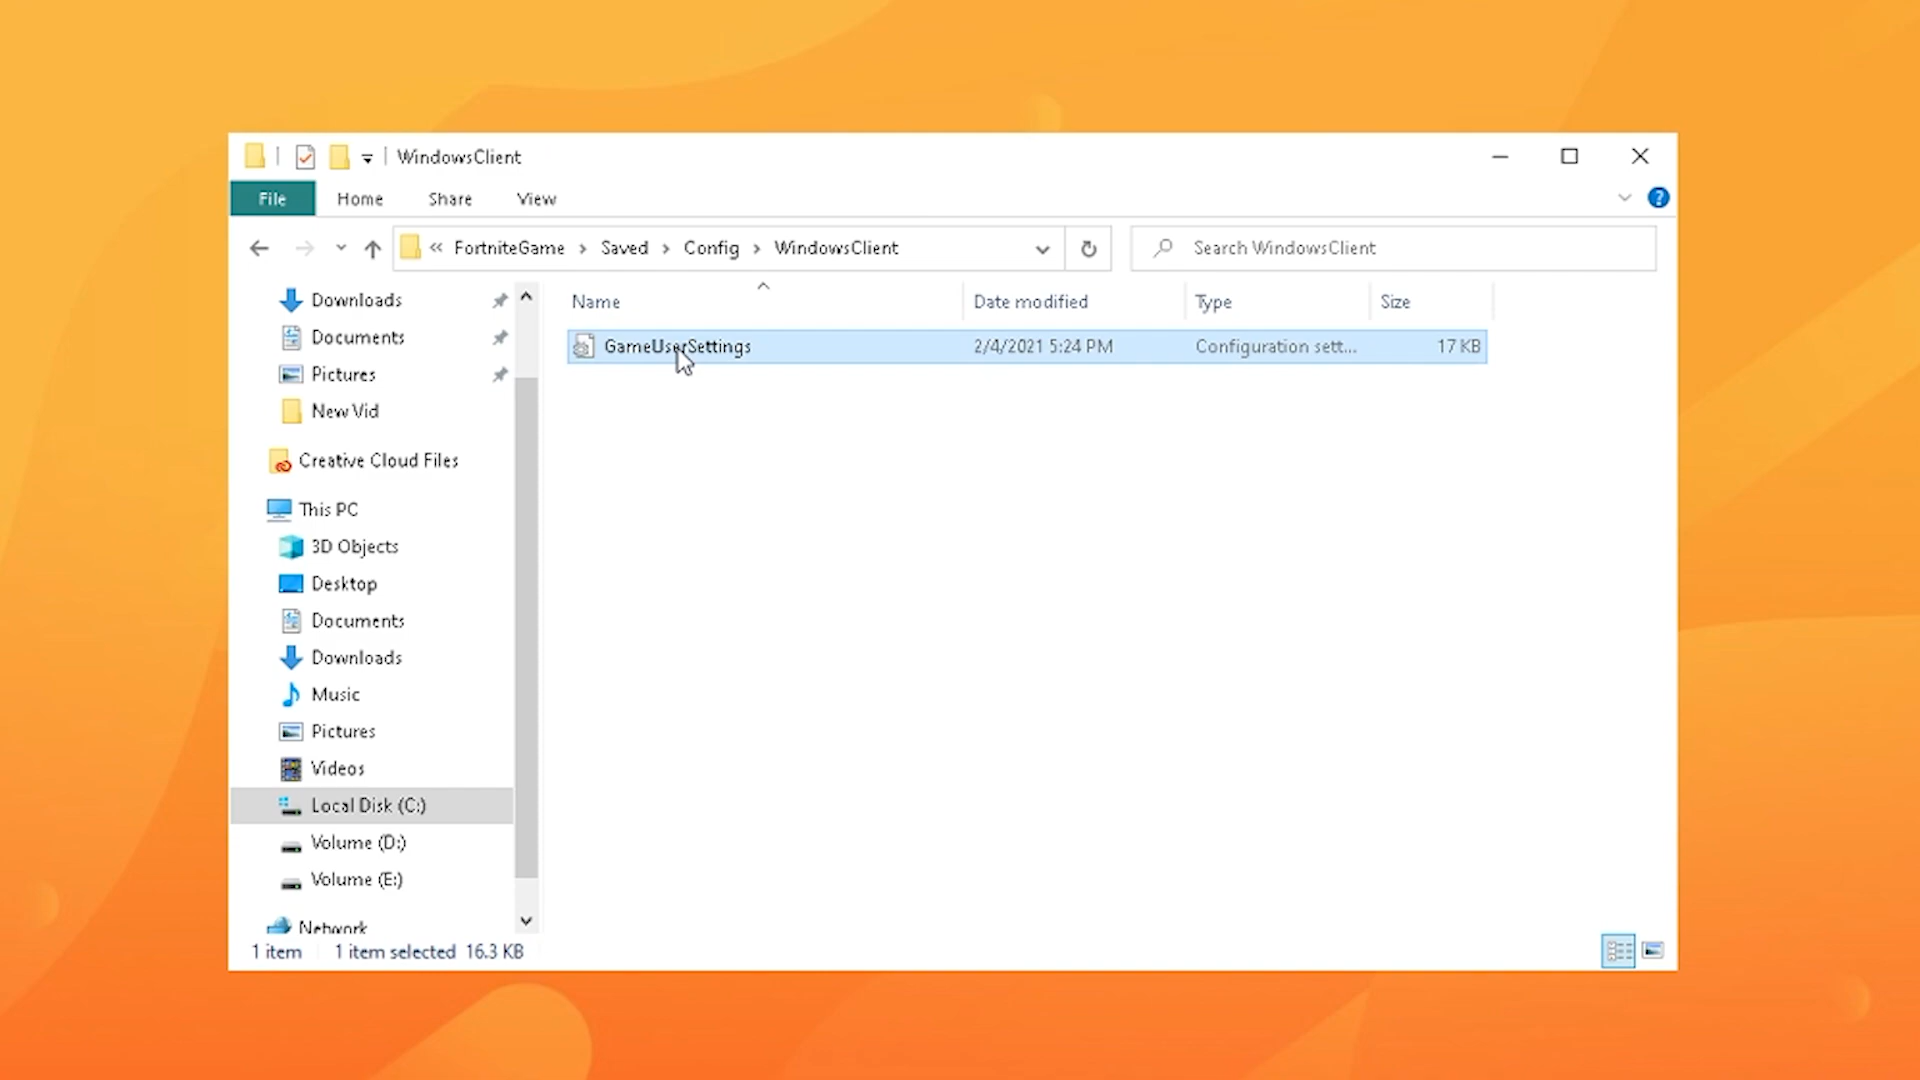 WindowsClient
File Home Share View
« FortniteGame › Saved › Config › WindowsClient
Search WindowsClient
Name Date modified Type Size
GameUserSettings 2/4/2021 5:24 PM Configuration sett... 17 KB
Downloads
Documents
Pictures
New Vid
Creative Cloud Files
This PC
3D Objects
Desktop
Documents
Downloads
Music
Pictures
Videos
Local Disk (C:)
Volume (D:)
Volume (E:)
Network
1 item 1 item selected 16.3 KB